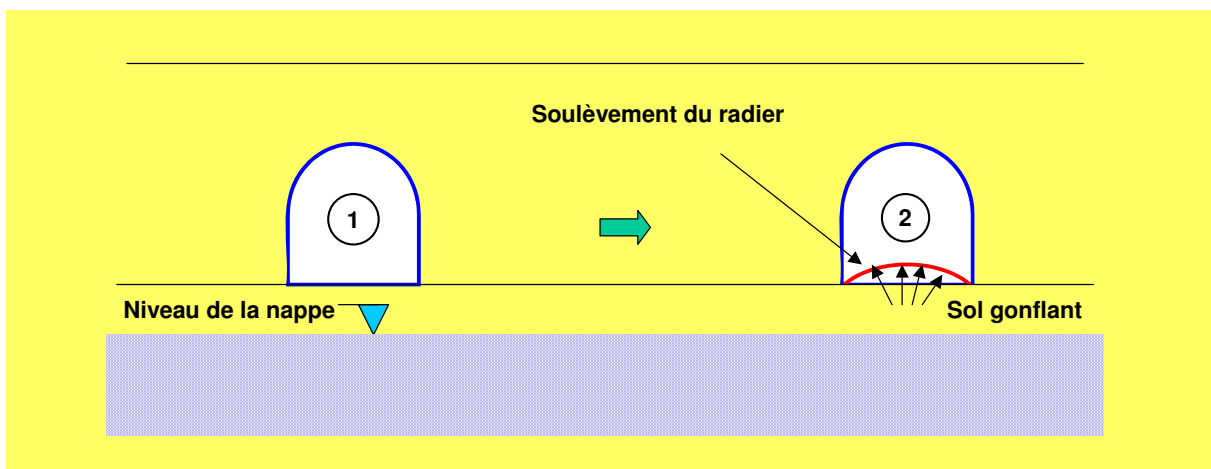 Soulèvement du radier
1
2
Niveau de la nappe
Sol gonflant